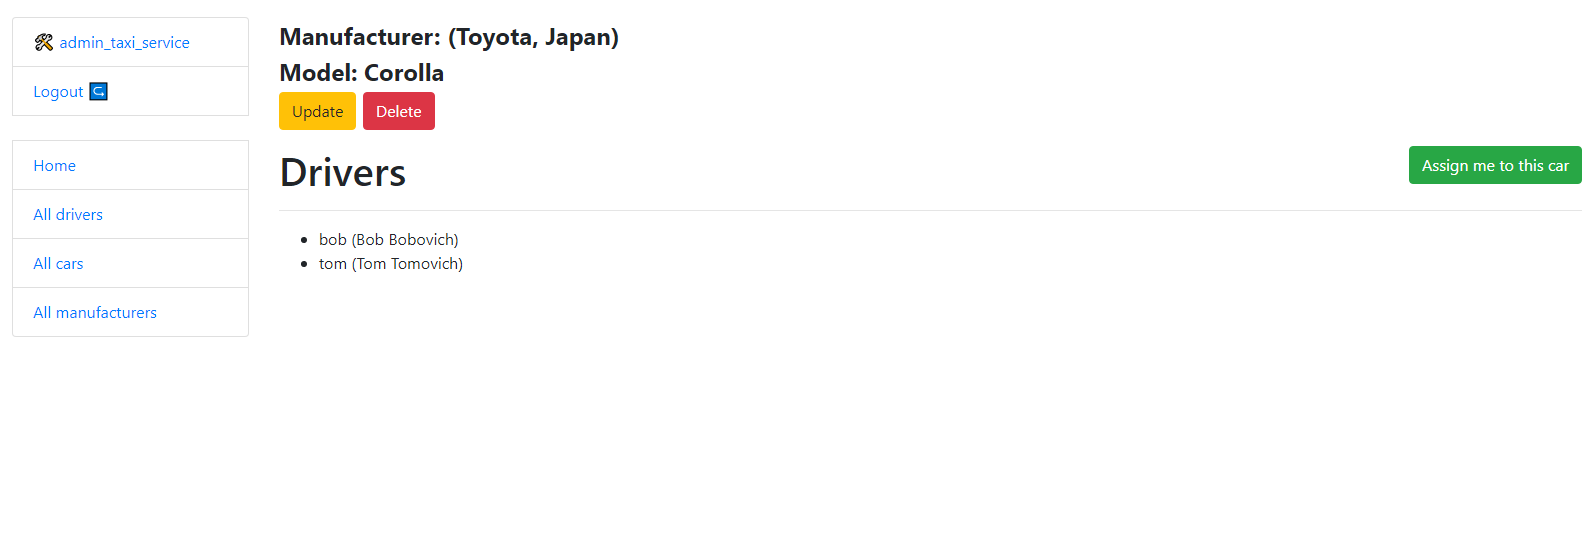 admin_taxi_service
Logout
Home
All drivers
All cars
All manufacturers
Manufacturer: (Toyota, Japan)
Model: Corolla
Update
Delete
Drivers
Assign me to this car
bob (Bob Bobovich)
tom (Tom Tomovich)